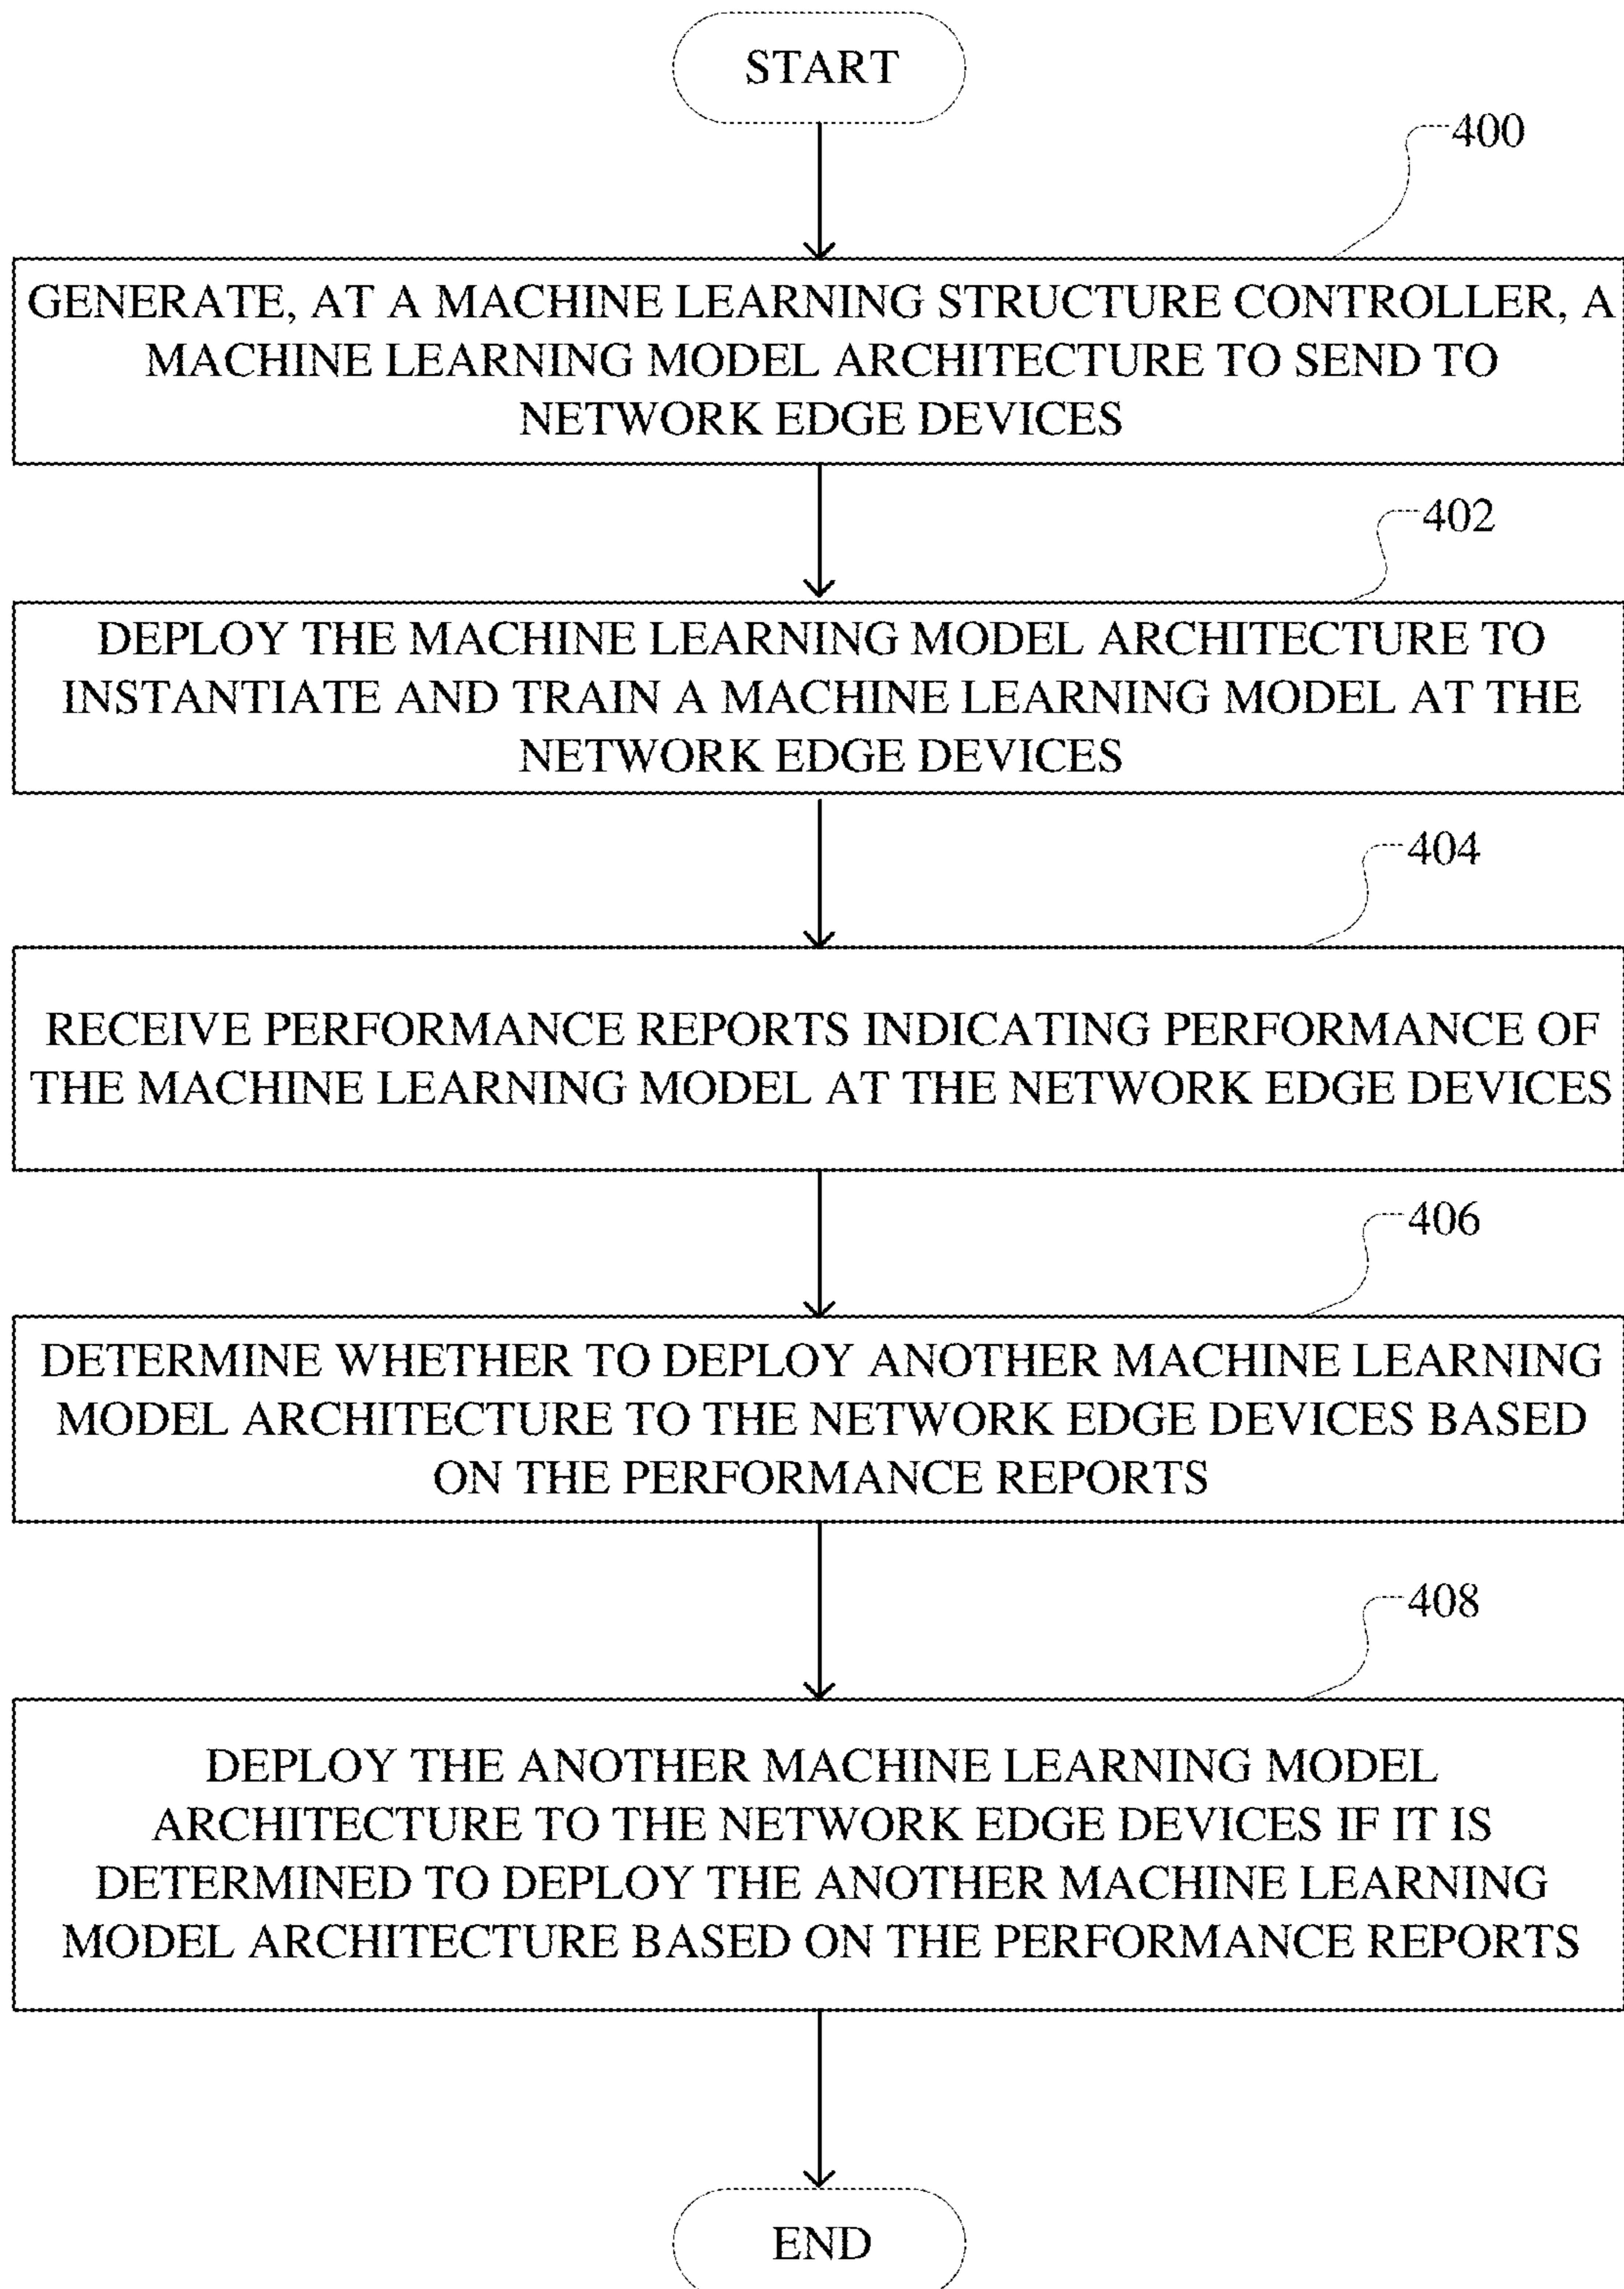 START
400
GENERATE, AT A MACHINE LEARNING STRUCTURE CONTROLLER, A
MACHINE LEARNING MODEL ARCHITECTURE TO SEND TO
NETWORK EDGE DEVICES
402
DEPLOY THE MACHINE LEARNING MODEL ARCHITECTURE TO
INSTANTIATE AND TRAIN A MACHINE LEARNING MODEL AT THE
NETWORK EDGE DEVICES
404
RECEIVE PERFORMANCE REPORTS INDICATING PERFORMANCE OF
THE MACHINE LEARNING MODEL AT THE NETWORK EDGE DEVICES
406
DETERMINE WHETHER TO DEPLOY ANOTHER MACHINE LEARNING
MODEL ARCHITECTURE TO THE NETWORK EDGE DEVICES BASED
ON THE PERFORMANCE REPORTS
408
DEPLOY THE ANOTHER MACHINE LEARNING MODEL
ARCHITECTURE TO THE NETWORK EDGE DEVICES IF IT IS
DETERMINED TO DEPLOY THE ANOTHER MACHINE LEARNING
MODEL ARCHITECTURE BASED ON THE PERFORMANCE REPORTS
END